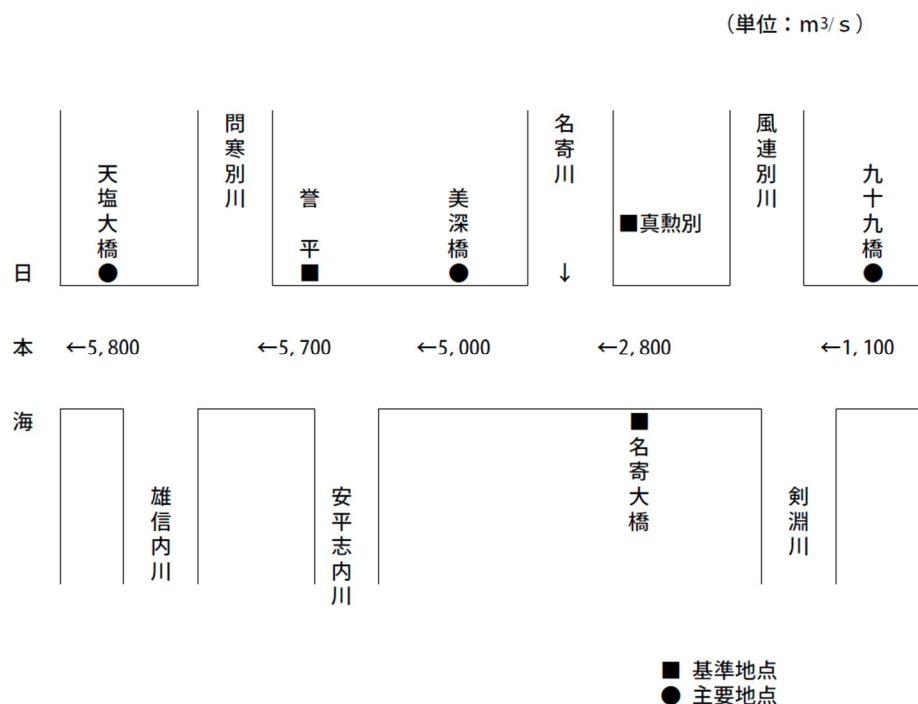 （単位：m3/ｓ）
問寒別川
名寄川
風連別川
天塩大橋
誉平
美深橋
■真勲別
九十九橋
●
■
●
↓
●
日本海
←5,800
←5,700
←5,000
←2,800
←1,100
■
名寄大橋
雄信内川
安平志内川
剣淵川
■ 基準地点
● 主要地点